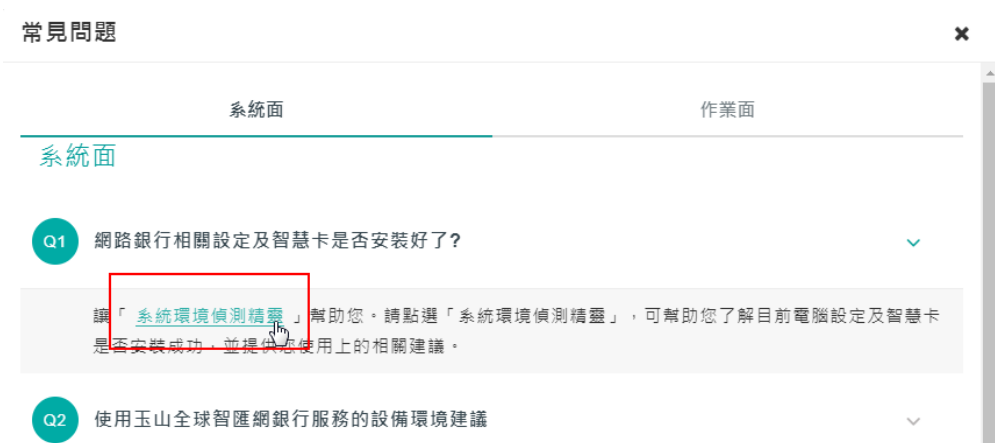 常見問題
系統面 作業面
系統面
Q1 網路銀行相關設定及智慧卡是否安裝好了?
讓「 系統環境偵測精靈 」幫助您。請點選「系統環境偵測精靈」，可幫助您了解目前電腦設定及智慧卡
是否安裝成功，並提供您使用上的相關建議。
Q2 使用玉山全球智匯網銀行服務的設備環境建議